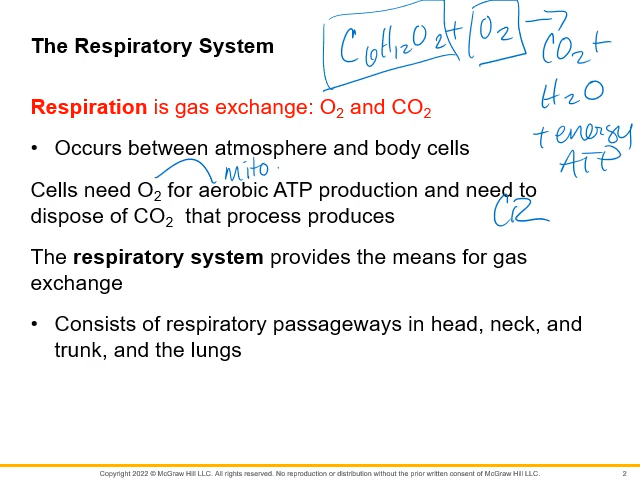 The Respiratory System
C6H12O2 + O2 →
CO2 +
H2O
+ energy
ATP
Respiration is gas exchange: O2 and CO2
• Occurs between atmosphere and body cells
mito
Cells need O2 for aerobic ATP production and need to
dispose of CO2 that process produces
CR
The respiratory system provides the means for gas
exchange
• Consists of respiratory passageways in head, neck, and
trunk, and the lungs
Copyright 2022 © McGraw Hill LLC. All rights reserved. No reproduction or distribution without the prior written consent of McGraw Hill LLC.
2